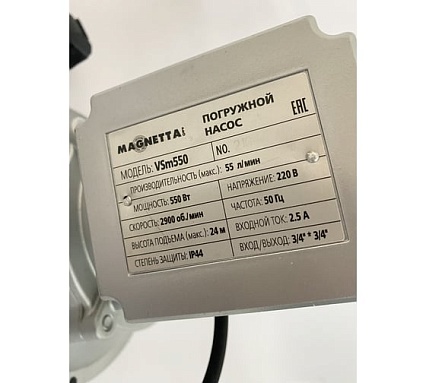 MAGNETTA
ПОГРУЖНОЙ
НАСОС
EAC
МОДЕЛЬ: VSm550
NO.
ПРОИЗВОДИТЕЛЬНОСТЬ (макс.): 55 л/мин
МОЩНОСТЬ: 550 Вт
НАПРЯЖЕНИЕ: 220 В
СКОРОСТЬ: 2900 об./мин
ЧАСТОТА: 50 Гц
ВЫСОТА ПОДЪЕМА (макс.): 24 м
ВХОДНОЙ ТОК: 2.5 А
СТЕПЕНЬ ЗАЩИТЫ: IP44
ВХОД/ВЫХОД: 3/4" * 3/4"